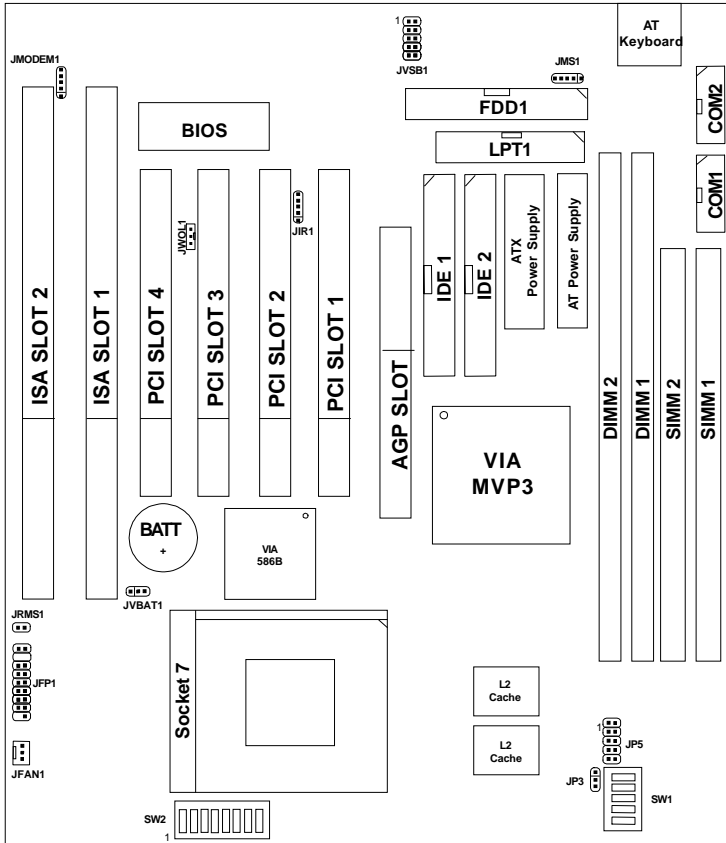 1
AT
Keyboard
JMODEM1
JVSB1
JMS1
FDD1
COM2
BIOS
LPT1
COM1
JWOL1
JIR1
ISA SLOT 2
ISA SLOT 1
PCI SLOT 4
PCI SLOT 3
PCI SLOT 2
PCI SLOT 1
AGP SLOT
IDE 1
IDE 2
ATX
Power Supply
AT Power Supply
DIMM 2
DIMM 1
SIMM 2
SIMM 1
VIA
MVP3
BATT
+
VIA
586B
JVBAT1
JRMS1
JFP1
Socket 7
L2
Cache
L2
Cache
1
JP5
JP3
JFAN1
SW1
SW2
1